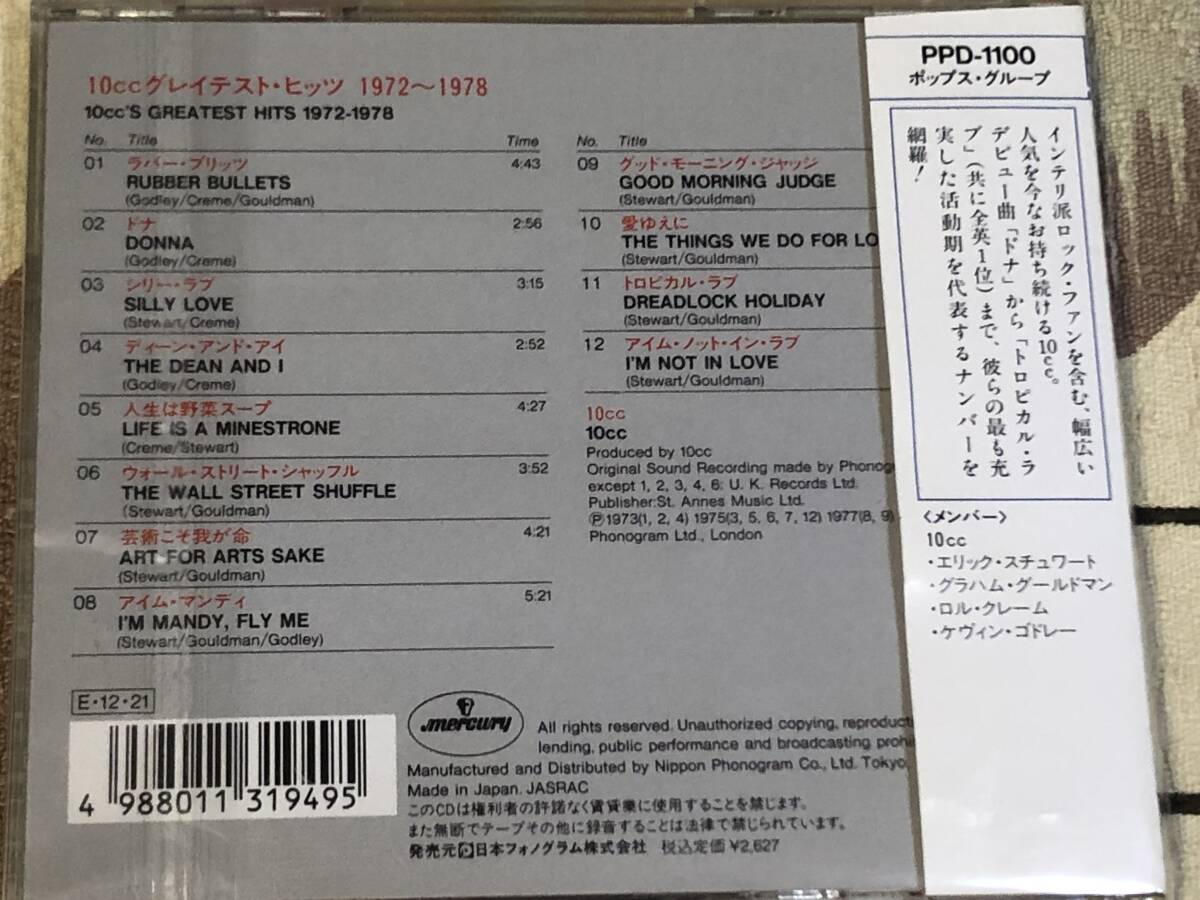 10ccグレイテスト・ヒッツ 1972〜1978
10cc'S GREATEST HITS 1972-1978
No. Title Time
01 ラバー・ブリッツ 4:43
RUBBER BULLETS
(Godley/Creme/Gouldman)
02 ドナ 2:56
DONNA
(Godley/Creme)
03 シリー・ラブ 3:15
SILLY LOVE
(Stewart/Creme)
04 ディーン・アンド・アイ 2:52
THE DEAN AND I
(Godley/Creme)
05 人生は野菜スープ 4:27
LIFE IS A MINESTRONE
(Creme/Stewart)
06 ウォール・ストリート・シャッフル 3:52
THE WALL STREET SHUFFLE
(Stewart/Gouldman)
07 芸術こそ我が命 4:21
ART FOR ARTS SAKE
(Stewart/Gouldman)
08 アイム・マンディ 5:21
I'M MANDY, FLY ME
(Stewart/Gouldman/Godley)
No. Title
09 グッド・モーニング・ジャッジ
GOOD MORNING JUDGE
(Stewart/Gouldman)
10 愛ゆえに
THE THINGS WE DO FOR LO
(Stewart/Gouldman)
11 トロピカル・ラブ
DREADLOCK HOLIDAY
(Stewart/Gouldman)
12 アイム・ノット・イン・ラブ
I'M NOT IN LOVE
(Stewart/Gouldman)
10cc
10cc
Produced by 10cc
Original Sound Recording made by Phonog
except 1, 2, 3, 4, 6: U. K. Records Ltd.
Publisher: St. Annes Music Ltd.
Ⓟ1973(1, 2, 4) 1975(3, 5, 6, 7, 12) 1977(8, 9)
Phonogram Ltd., London
E・12・21
4 988011 319495
mercury
All rights reserved. Unauthorized copying, reproducti
lending, public performance and broadcasting prohi
Manufactured and Distributed by Nippon Phonogram Co., Ltd. Tokyo,
Made in Japan. JASRAC
このCDは権利者の許諾なく賃貸業に使用することを禁じます。
また無断でテープその他に録音することは法律で禁じられています。
発売元 日本フォノグラム株式会社 税込定価¥2,627
PPD-1100
ポップス・グループ
インテリ派ロック・ファンを含む、幅広い
人気を今なお持ち続ける10cc。
デビュー曲「ドナ」から「トロピカル・ラ
ブ」(共に全英1位)まで、彼らの最も充
実した活動期を代表するナンバーを
網羅!
〈メンバー〉
10cc
・エリック・スチュワート
・グラハム・グールドマン
・ロル・クレーム
・ケヴィン・ゴドレー